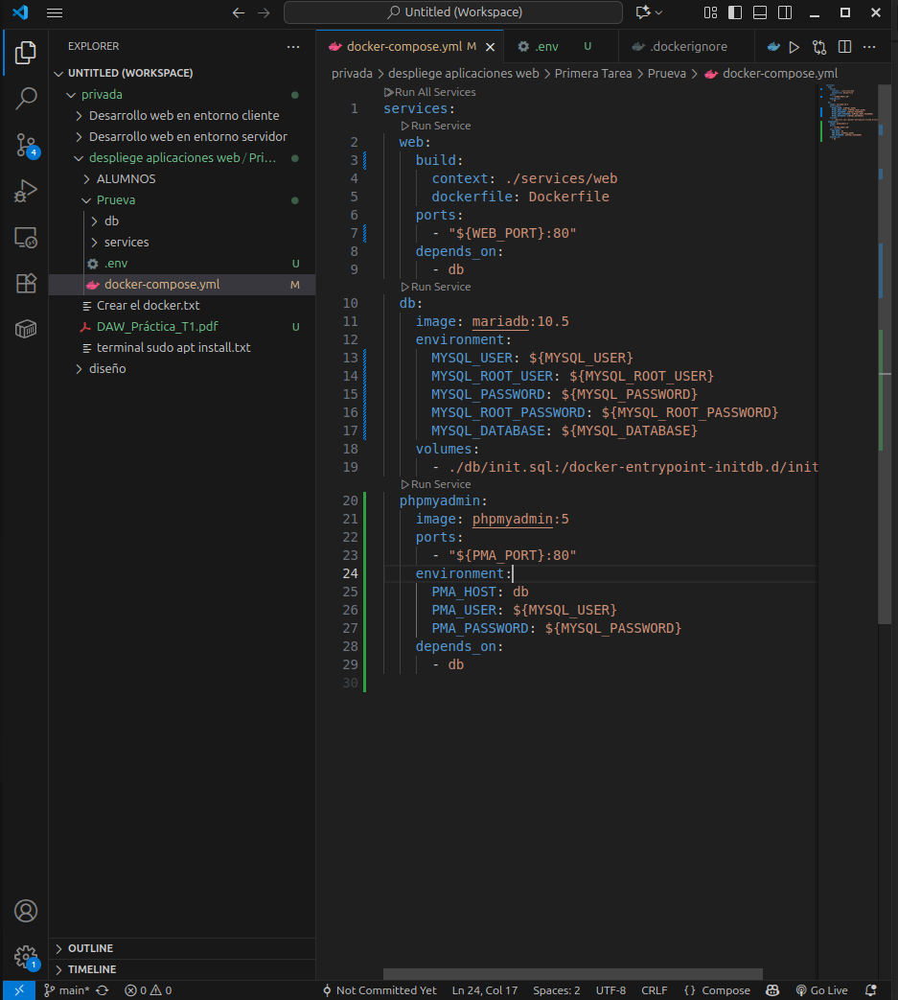 Untitled (Workspace)
EXPLORER
docker-compose.yml M
.env U
.dockerignore
UNTITLED (WORKSPACE)
privada
Desarrollo web en entorno cliente
Desarrollo web en entorno servidor
despliege aplicaciones web / Pri...
ALUMNOS
Prueva
db
services
.env U
docker-compose.yml M
Crear el docker.txt
DAW_Práctica_T1.pdf U
terminal sudo apt install.txt
diseño
OUTLINE
TIMELINE
4
1
privada > despliege aplicaciones web > Primera Tarea > Prueva > docker-compose.yml
Run All Services
1 services:
Run Service
2 web:
3 build:
4 context: ./services/web
5 dockerfile: Dockerfile
6 ports:
7 - "${WEB_PORT}:80"
8 depends_on:
9 - db
Run Service
10 db:
11 image: mariadb:10.5
12 environment:
13 MYSQL_USER: ${MYSQL_USER}
14 MYSQL_ROOT_USER: ${MYSQL_ROOT_USER}
15 MYSQL_PASSWORD: ${MYSQL_PASSWORD}
16 MYSQL_ROOT_PASSWORD: ${MYSQL_ROOT_PASSWORD}
17 MYSQL_DATABASE: ${MYSQL_DATABASE}
18 volumes:
19 - ./db/init.sql:/docker-entrypoint-initdb.d/init
Run Service
20 phpmyadmin:
21 image: phpmyadmin:5
22 ports:
23 - "${PMA_PORT}:80"
24 environment:
25 PMA_HOST: db
26 PMA_USER: ${MYSQL_USER}
27 PMA_PASSWORD: ${MYSQL_PASSWORD}
28 depends_on:
29 - db
30
main* 0 0 Not Committed Yet Ln 24, Col 17 Spaces: 2 UTF-8 CRLF {} Compose Go Live